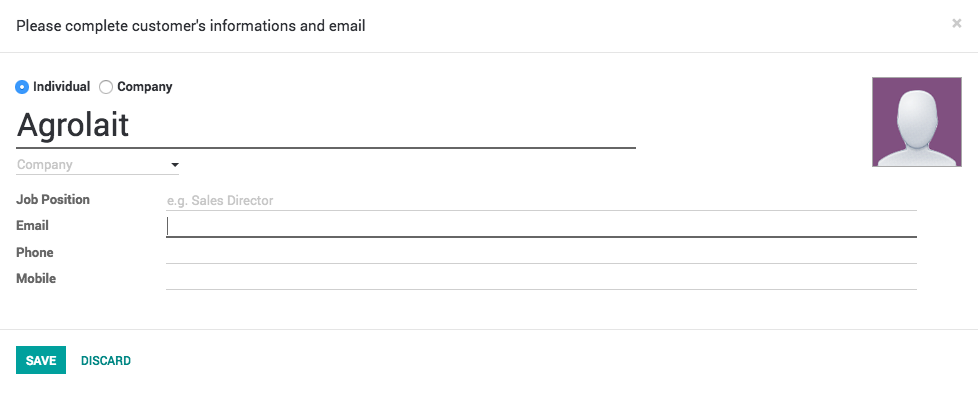 Please complete customer's informations and email
×
Individual Company
Agrolait
Company
Job Position e.g. Sales Director
Email
Phone
Mobile
SAVE DISCARD